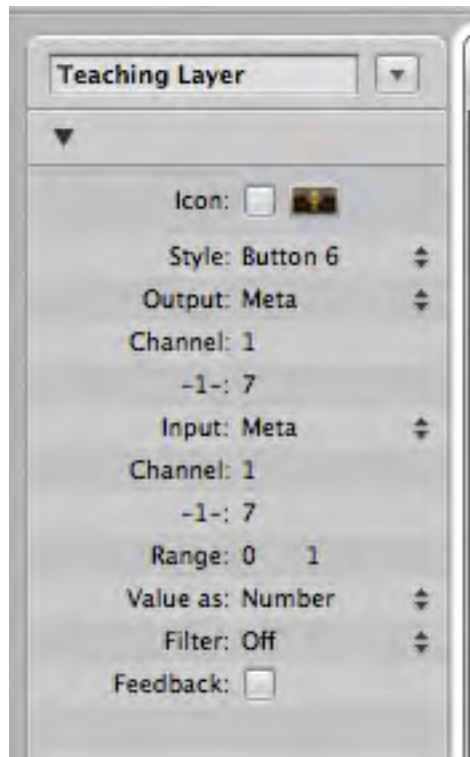 Teaching Layer
Icon:
Style: Button 6
Output: Meta
Channel: 1
-1-: 7
Input: Meta
Channel: 1
-1-: 7
Range: 0 1
Value as: Number
Filter: Off
Feedback: